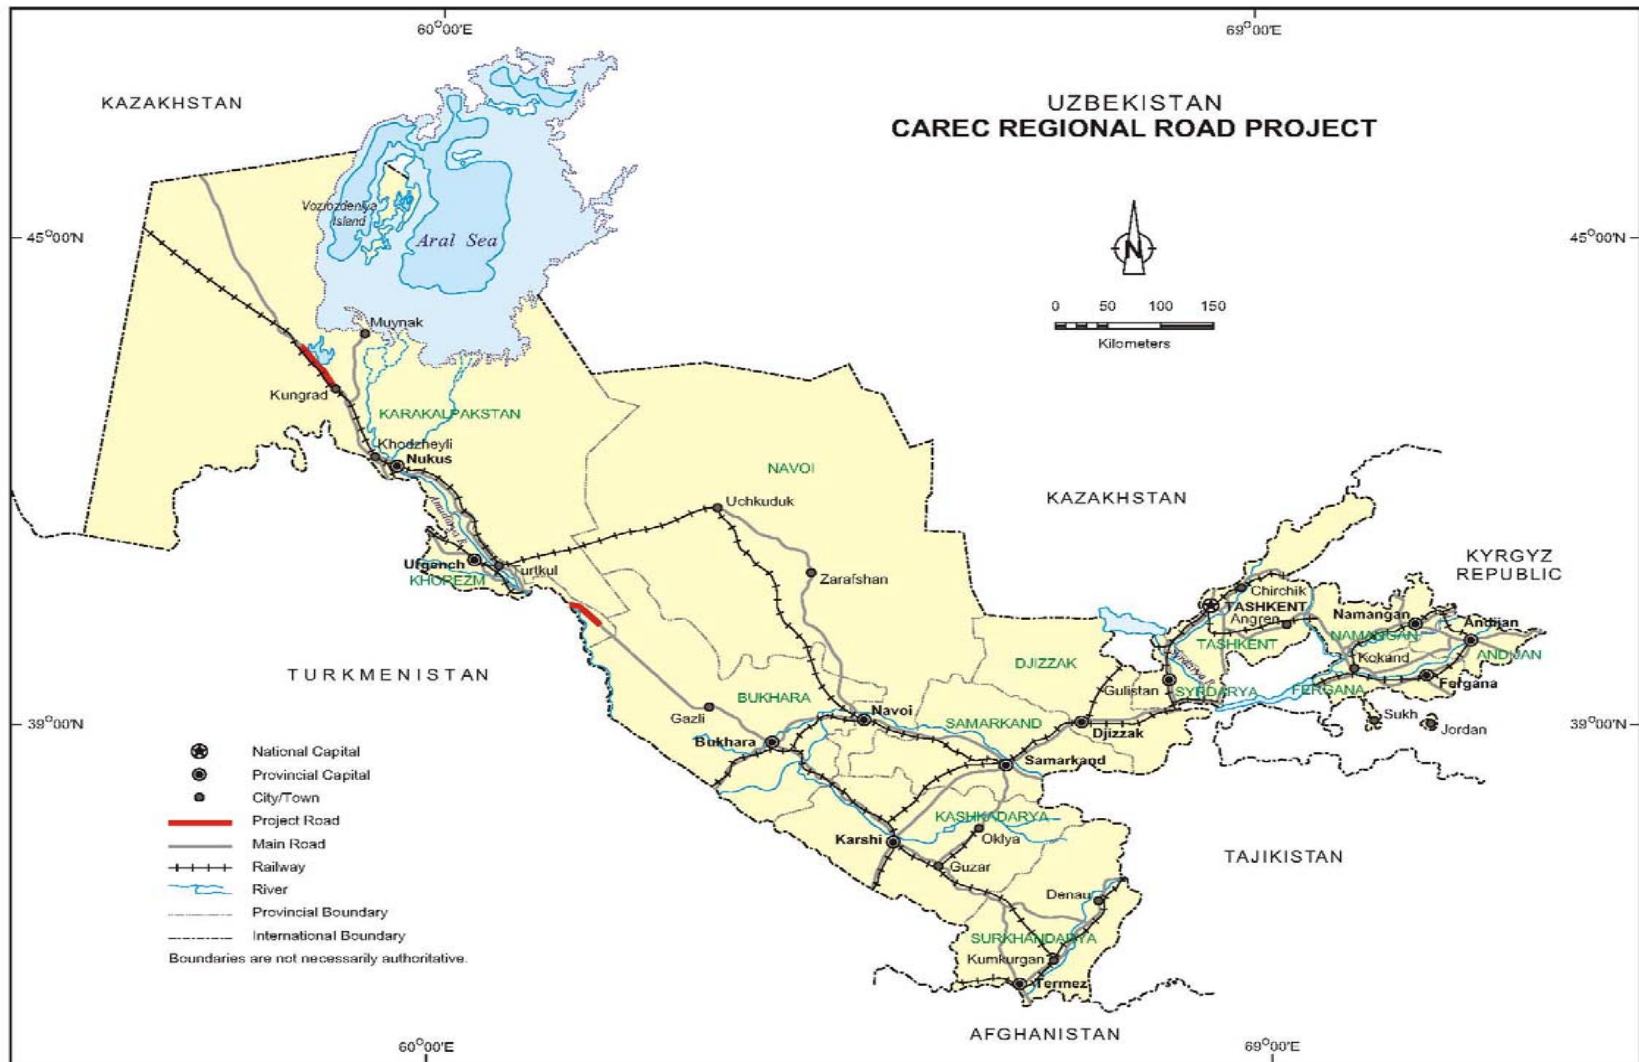 60°00'E
69°00'E
KAZAKHSTAN
UZBEKISTAN
CAREC REGIONAL ROAD PROJECT
Vozrozdeniya
Island
Aral Sea
45°00'N
45°00'N
N
0 50 100 150
Kilometers
Muynak
Kungrad
KARAKALPAKSTAN
Khodzheyli
Nukus
NAVOI
KAZAKHSTAN
Uchkuduk
Amudarya R.
KYRGYZ
REPUBLIC
Urgench
Turtkul
KHOREZM
Zarafshan
Chirchik
TASHKENT
Angren
Namangan
Andijan
TASHKENT
NAMANGAN
ANDIJAN
Kokand
TURKMENISTAN
DJIZZAK
Gulistan
SYRDARYA
FERGANA
Fergana
BUKHARA
Gazli
Navoi
SAMARKAND
Djizzak
Sukh
Jordan
39°00'N
39°00'N
Bukhara
Samarkand
National Capital
Provincial Capital
City/Town
Project Road
Main Road
Railway
River
Provincial Boundary
International Boundary
Boundaries are not necessarily authoritative.
KASHKADARYA
Karshi
Oklya
Guzar
TAJIKISTAN
Denau
SURKHANDARYA
Kumkurgan
Termez
AFGHANISTAN
60°00'E
69°00'E